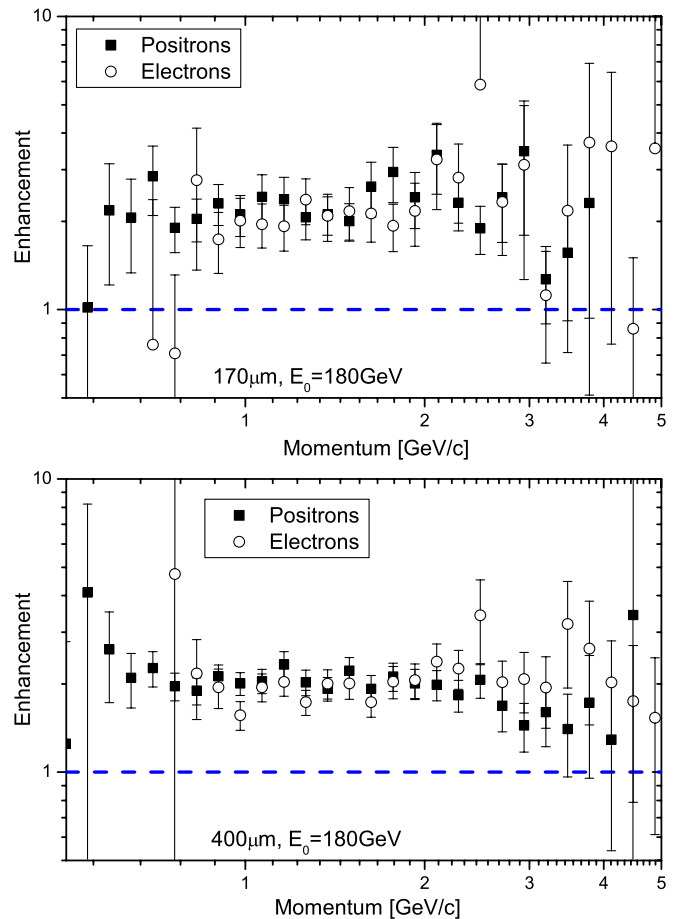 10
Positrons
Electrons
Enhancement
1
170μm, E₀=180GeV
1 2 3 4 5
Momentum [GeV/c]
10
Positrons
Electrons
Enhancement
1
400μm, E₀=180GeV
1 2 3 4 5
Momentum [GeV/c]